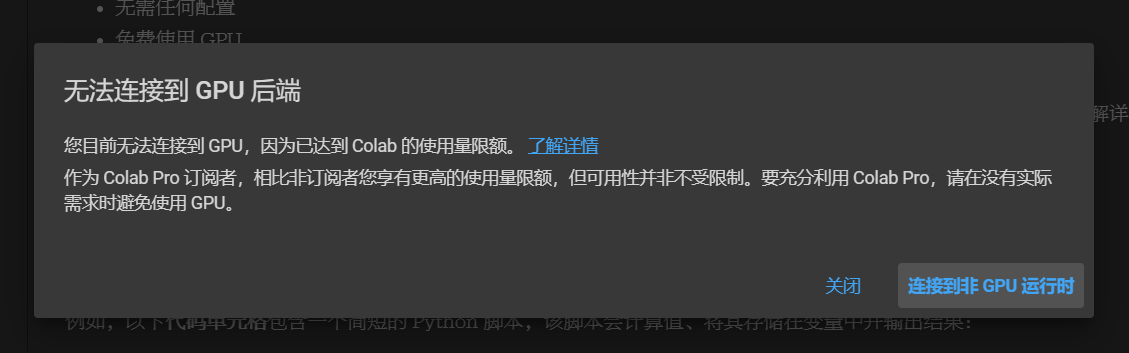 无需任何配置
免费使用 GPU
无法连接到 GPU 后端
解详
您目前无法连接到 GPU，因为已达到 Colab 的使用量限额。 了解详情
作为 Colab Pro 订阅者，相比非订阅者您享有更高的使用量限额，但可用性并非不受限制。要充分利用 Colab Pro，请在没有实际
需求时避免使用 GPU。
关闭 连接到非 GPU 运行时
例如，以下代码单元格包含一个简短的 Python 脚本，该脚本会计算值、将其存储在变量中并输出结果：